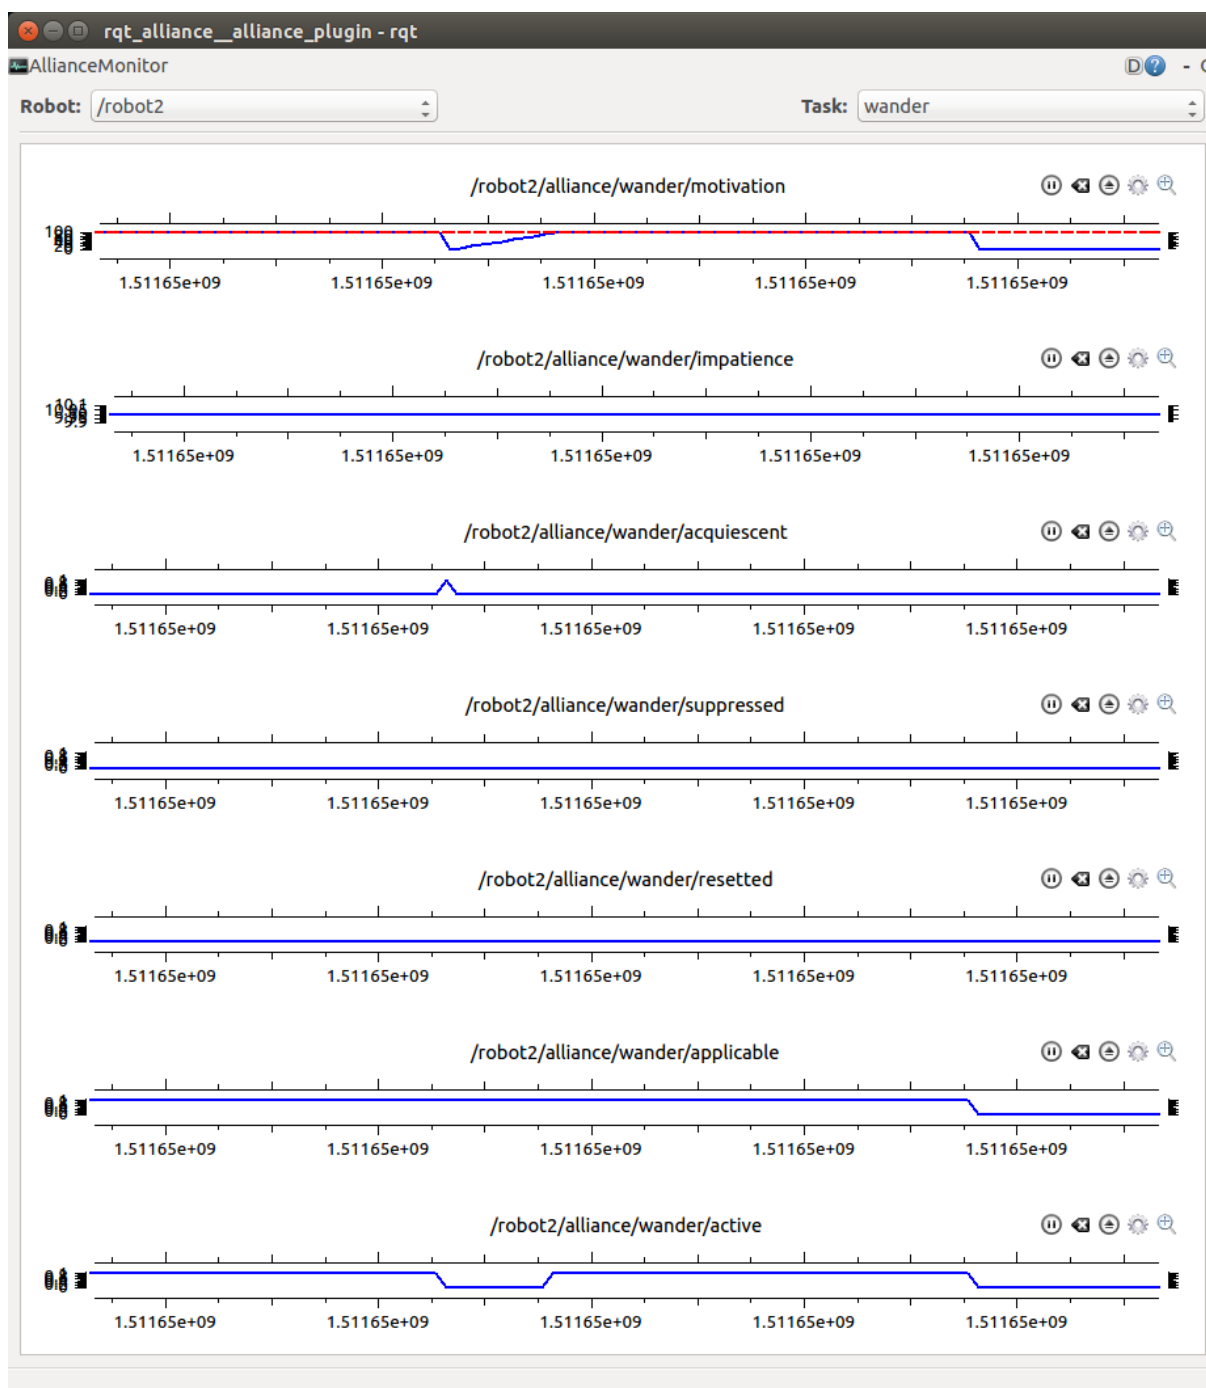 rqt_alliance__alliance_plugin - rqt
AllianceMonitor D ? -
Robot: /robot2 Task: wander
/robot2/alliance/wander/motivation
100
20
0
1.51165e+09 1.51165e+09 1.51165e+09 1.51165e+09 1.51165e+09
/robot2/alliance/wander/impatience
10.1
9.9
1.51165e+09 1.51165e+09 1.51165e+09 1.51165e+09 1.51165e+09
/robot2/alliance/wander/acquiescent
1.51165e+09 1.51165e+09 1.51165e+09 1.51165e+09 1.51165e+09
/robot2/alliance/wander/suppressed
1.51165e+09 1.51165e+09 1.51165e+09 1.51165e+09 1.51165e+09
/robot2/alliance/wander/resetted
1.51165e+09 1.51165e+09 1.51165e+09 1.51165e+09 1.51165e+09
/robot2/alliance/wander/applicable
1.51165e+09 1.51165e+09 1.51165e+09 1.51165e+09 1.51165e+09
/robot2/alliance/wander/active
1.51165e+09 1.51165e+09 1.51165e+09 1.51165e+09 1.51165e+09